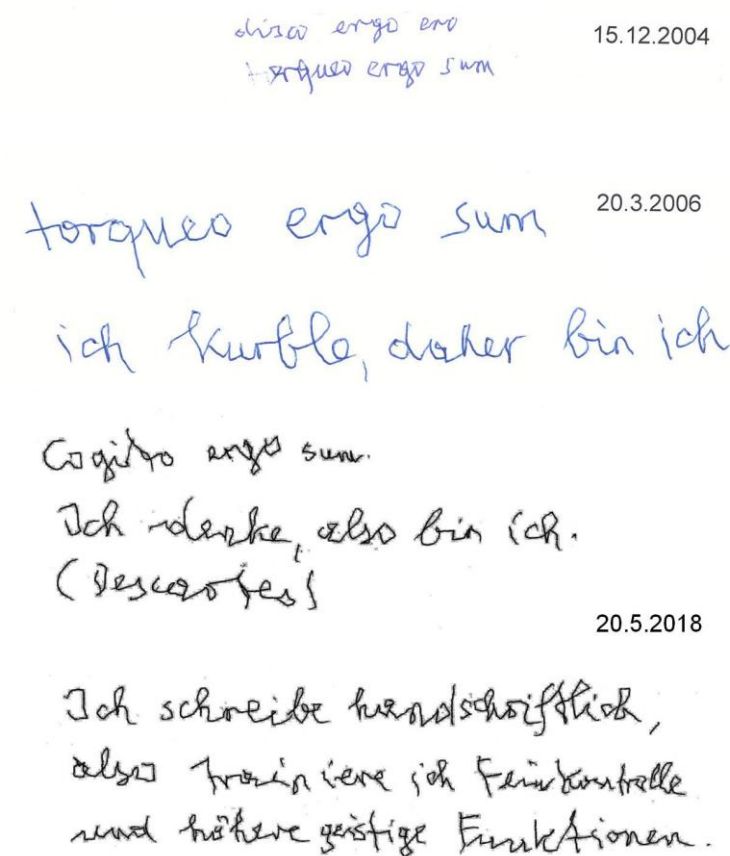 disco ergo ero
15.12.2004
torqueo ergo sum
torqueo ergo sum
20.3.2006
ich kurble, daher bin ich
Cogito ergo sum.
Ich denke, also bin ich.
(Descartes)
20.5.2018
Ich schreibe handschriftlich,
also trainiere ich Feinkontrolle
und höhere geistige Funktionen.